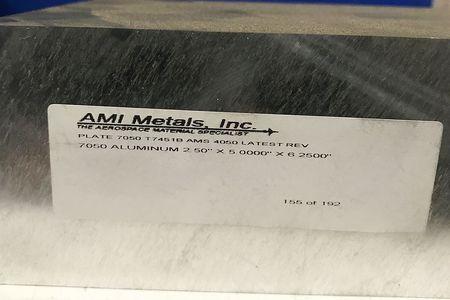 AMI Metals, Inc.
THE AEROSPACE MATERIAL SPECIALIST
PLATE 7050 T7451B AMS 4050 LATEST REV
7050 ALUMINUM 2.50" X 5.0000" X 6.2500"
155 of 192